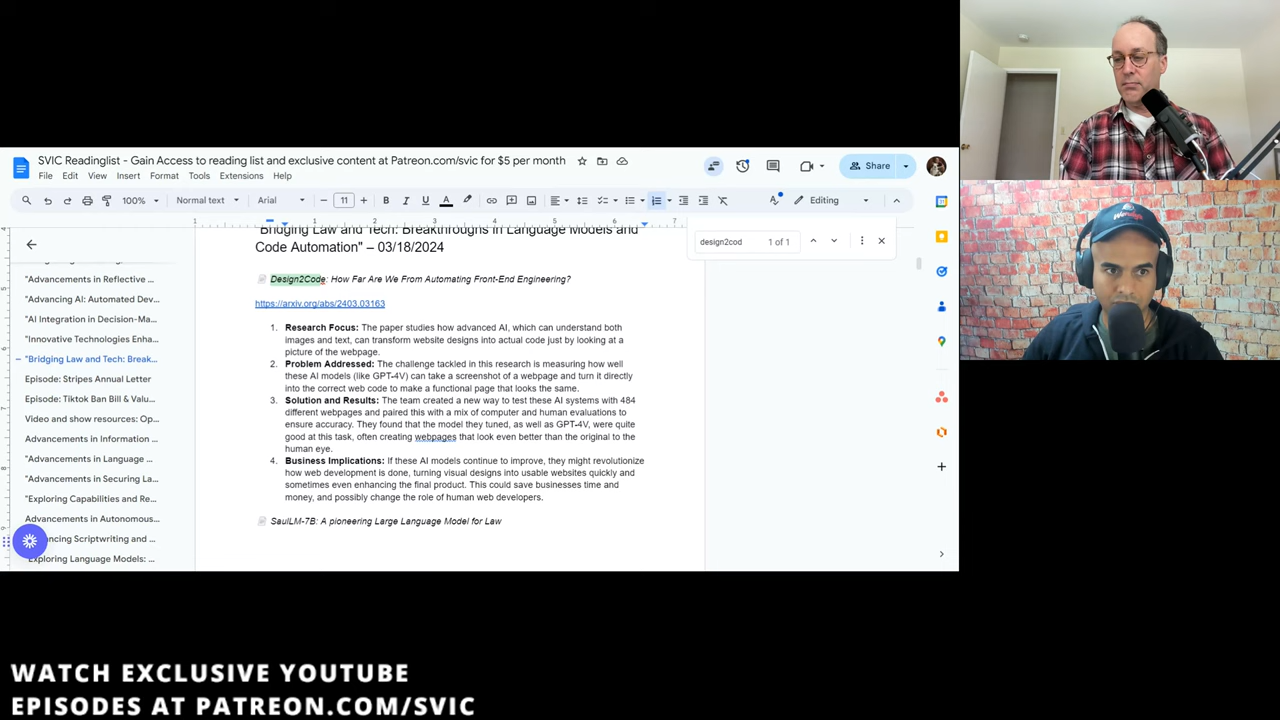 SVIC Readinglist - Gain Access to reading list and exclusive content at Patreon.com/svic for $5 per month
File Edit View Insert Format Tools Extensions Help
Share
100% Normal text Arial 11 Editing
1 1 2 3 4 5 6 7
"Bridging Law and Tech: Breakthroughs in Language Models and
Code Automation" – 03/18/2024
design2cod 1 of 1
"Advancements in Reflective ...
"Advancing AI: Automated Dev...
"AI Integration in Decision-Ma...
"Innovative Technologies Enha...
"Bridging Law and Tech: Break...
Episode: Stripes Annual Letter
Episode: Tiktok Ban Bill & Valu...
Video and show resources: Op...
Advancements in Information ...
"Advancements in Language ...
"Advancements in Securing La...
"Exploring Capabilities and Re...
Advancements in Autonomous...
ncing Scriptwriting and ...
Exploring Language Models: ...
Design2Code: How Far Are We From Automating Front-End Engineering?
https://arxiv.org/abs/2403.03163
1. Research Focus: The paper studies how advanced AI, which can understand both
images and text, can transform website designs into actual code just by looking at a
picture of the webpage.
2. Problem Addressed: The challenge tackled in this research is measuring how well
these AI models (like GPT-4V) can take a screenshot of a webpage and turn it directly
into the correct web code to make a functional page that looks the same.
3. Solution and Results: The team created a new way to test these AI systems with 484
different webpages and paired this with a mix of computer and human evaluations to
ensure accuracy. They found that the model they tuned, as well as GPT-4V, were quite
good at this task, often creating webpages that look even better than the original to the
human eye.
4. Business Implications: If these AI models continue to improve, they might revolutionize
how web development is done, turning visual designs into usable websites quickly and
sometimes even enhancing the final product. This could save businesses time and
money, and possibly change the role of human web developers.
SaulLM-7B: A pioneering Large Language Model for Law
WATCH EXCLUSIVE YOUTUBE
EPISODES AT PATREON.COM/SVIC